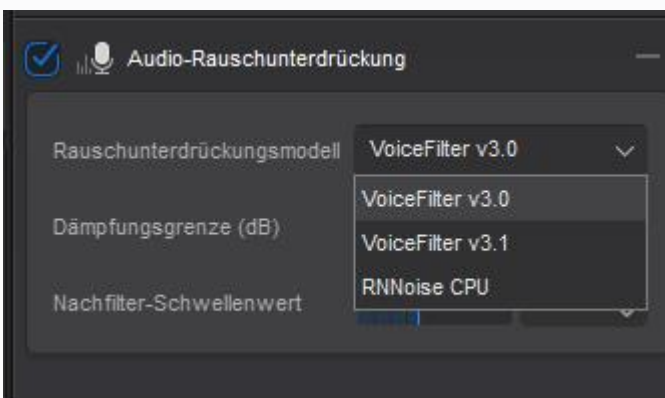 Audio-Rauschunterdrückung
Rauschunterdrückungsmodell
VoiceFilter v3.0
VoiceFilter v3.0
VoiceFilter v3.1
RNNoise CPU
Dämpfungsgrenze (dB)
Nachfilter-Schwellenwert